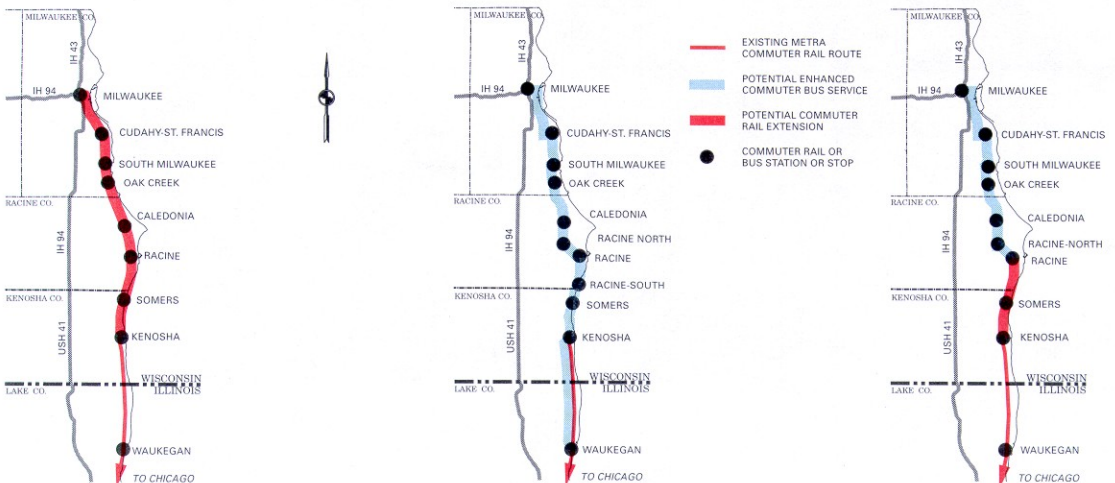 MILWAUKEE CO.
IH 43
IH 94
MILWAUKEE
CUDAHY-ST. FRANCIS
SOUTH MILWAUKEE
OAK CREEK
RACINE CO.
CALEDONIA
IH 94
RACINE
KENOSHA CO.
SOMERS
USH 41
KENOSHA
WISCONSIN
LAKE CO.
ILLINOIS
WAUKEGAN
TO CHICAGO
MILWAUKEE CO.
IH 43
IH 94
MILWAUKEE
CUDAHY-ST. FRANCIS
SOUTH MILWAUKEE
OAK CREEK
RACINE CO.
CALEDONIA
IH 94
RACINE NORTH
RACINE
RACINE-SOUTH
KENOSHA CO.
SOMERS
USH 41
KENOSHA
WISCONSIN
LAKE CO.
ILLINOIS
WAUKEGAN
TO CHICAGO
EXISTING METRA
COMMUTER RAIL ROUTE
POTENTIAL ENHANCED
COMMUTER BUS SERVICE
POTENTIAL COMMUTER
RAIL EXTENSION
COMMUTER RAIL OR
BUS STATION OR STOP
MILWAUKEE CO.
IH 43
IH 94
MILWAUKEE
CUDAHY-ST. FRANCIS
SOUTH MILWAUKEE
OAK CREEK
RACINE CO.
CALEDONIA
IH 94
RACINE-NORTH
RACINE
KENOSHA CO.
SOMERS
USH 41
KENOSHA
WISCONSIN
LAKE CO.
ILLINOIS
WAUKEGAN
TO CHICAGO